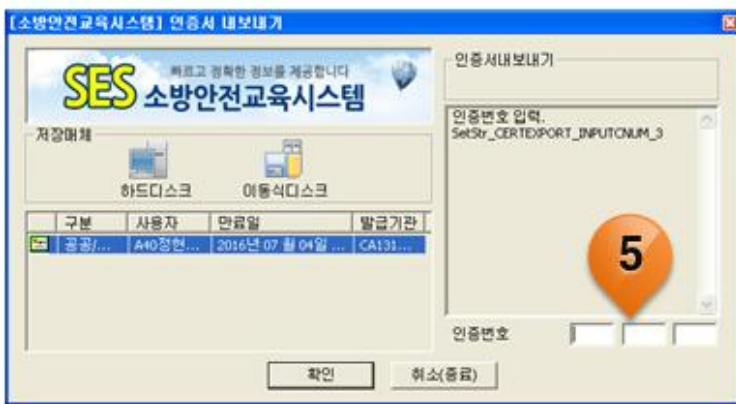 [소방안전교육시스템] 인증서 내보내기
SES 빠르고 정확한 정보를 제공합니다
소방안전교육시스템
저장매체
하드디스크 이동식디스크
구분 사용자 만료일 발급기관
공공/... A40정현... 2016년 07 월 04일 ... CA131...
인증서내보내기
인증번호 입력.
SetStr_CERTEXPORT_INPUTCNUM_3
5
인증번호
확인 취소(종료)